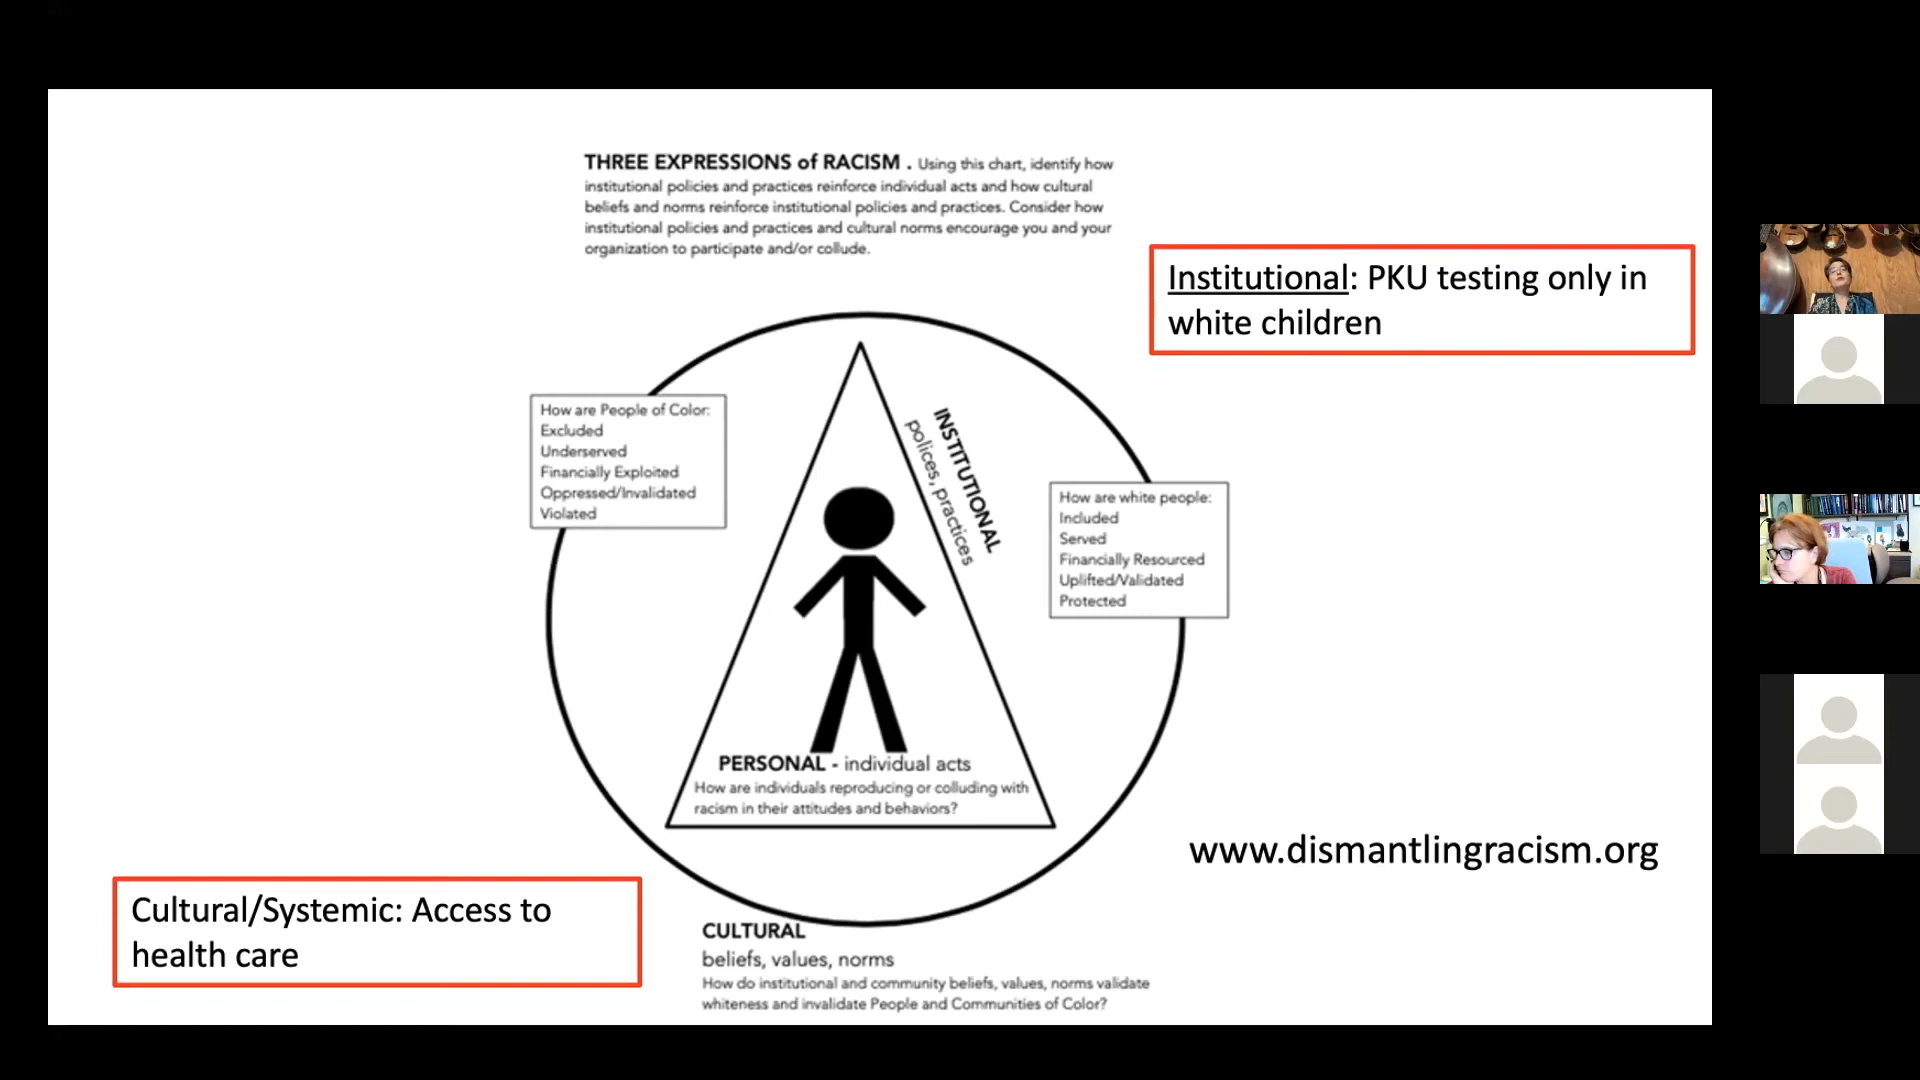 THREE EXPRESSIONS of RACISM . Using this chart, identify how
institutional policies and practices reinforce individual acts and how cultural
beliefs and norms reinforce institutional policies and practices. Consider how
institutional policies and practices and cultural norms encourage you and your
organization to participate and/or collude.
Institutional: PKU testing only in
white children
How are People of Color:
Excluded
Underserved
Financially Exploited
Oppressed/Invalidated
Violated
INSTITUTIONAL
polices, practices
How are white people:
Included
Served
Financially Resourced
Uplifted/Validated
Protected
PERSONAL - individual acts
How are individuals reproducing or colluding with
racism in their attitudes and behaviors?
www.dismantlingracism.org
Cultural/Systemic: Access to
health care
CULTURAL
beliefs, values, norms
How do institutional and community beliefs, values, norms validate
whiteness and invalidate People and Communities of Color?